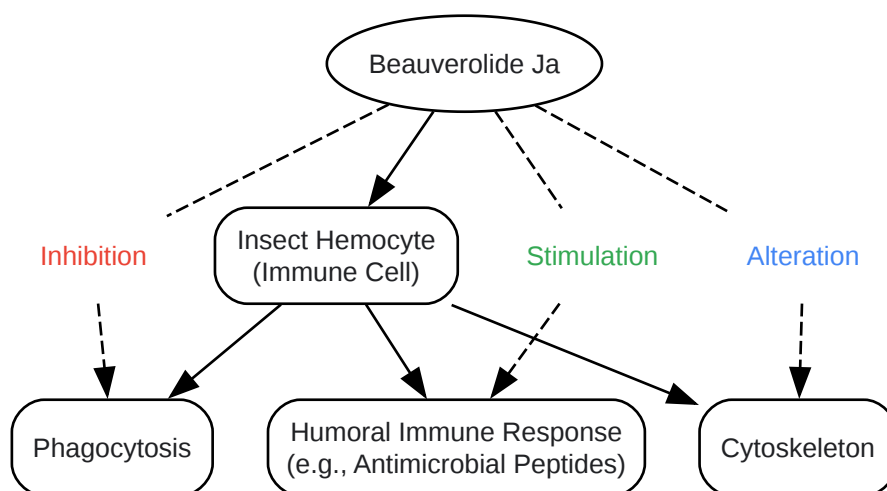 Beauverolide Ja
Inhibition
Insect Hemocyte
(Immune Cell)
Stimulation
Alteration
Phagocytosis
Humoral Immune Response
(e.g., Antimicrobial Peptides)
Cytoskeleton